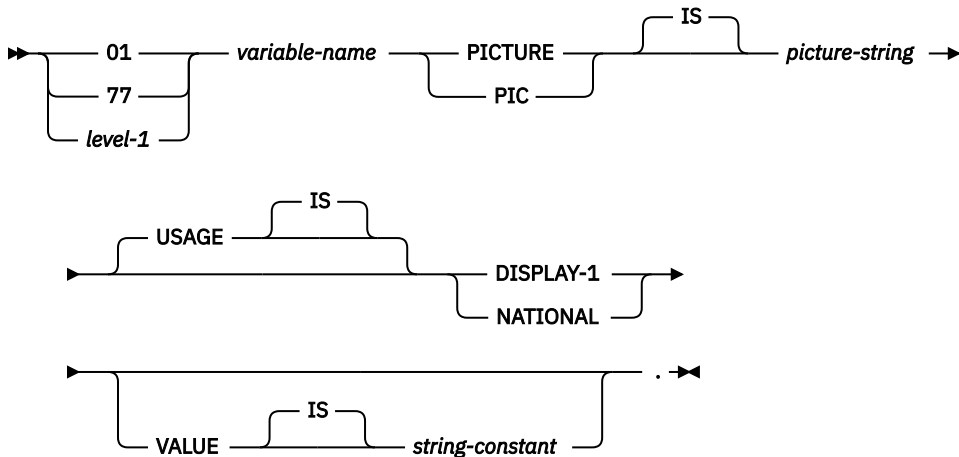 IS
01 variable-name PICTURE picture-string
77 PIC
level-1
IS
USAGE
DISPLAY-1
NATIONAL
.
IS
VALUE string-constant